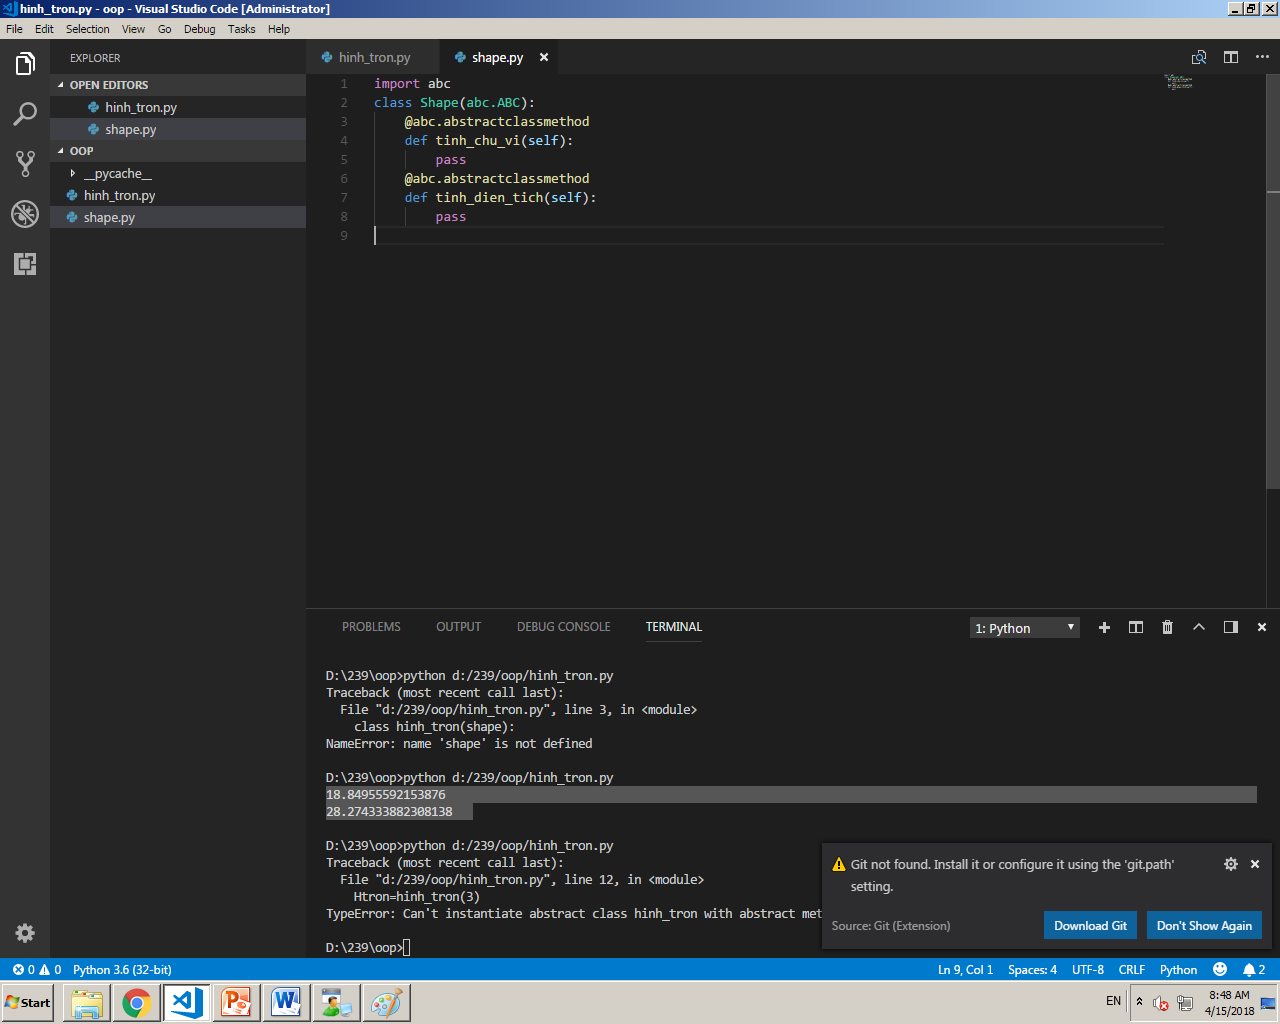 hinh_tron.py - oop - Visual Studio Code [Administrator]
File Edit Selection View Go Debug Tasks Help
EXPLORER
OPEN EDITORS
hinh_tron.py
shape.py
OOP
__pycache__
hinh_tron.py
shape.py
hinh_tron.py shape.py
1 import abc
2 class Shape(abc.ABC):
3 @abc.abstractclassmethod
4 def tinh_chu_vi(self):
5 pass
6 @abc.abstractclassmethod
7 def tinh_dien_tich(self):
8 pass
9
PROBLEMS OUTPUT DEBUG CONSOLE TERMINAL
1: Python
D:\239\oop>python d:/239/oop/hinh_tron.py
Traceback (most recent call last):
File "d:/239/oop/hinh_tron.py", line 3, in <module>
class hinh_tron(shape):
NameError: name 'shape' is not defined
D:\239\oop>python d:/239/oop/hinh_tron.py
18.84955592153876
28.274333882308138
D:\239\oop>python d:/239/oop/hinh_tron.py
Traceback (most recent call last):
File "d:/239/oop/hinh_tron.py", line 12, in <module>
Htron=hinh_tron(3)
TypeError: Can't instantiate abstract class hinh_tron with abstract met
D:\239\oop>
Git not found. Install it or configure it using the 'git.path'
setting.
Source: Git (Extension) Download Git Don't Show Again
0 0 Python 3.6 (32-bit) Ln 9, Col 1 Spaces: 4 UTF-8 CRLF Python 2
Start
EN
8:48 AM
4/15/2018